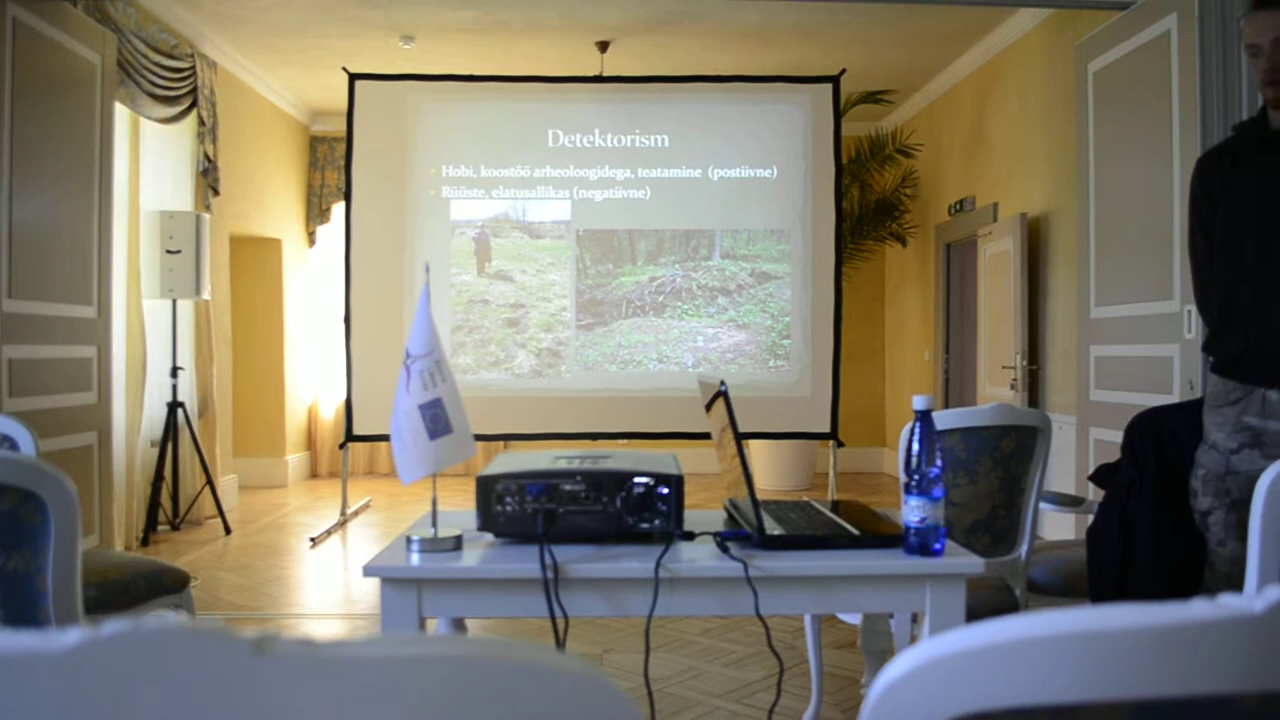 Detektorism
Hobi, koostöö arheoloogidega, teatamine (postiivne)
Rüüste, elatusallikas (negatiivne)